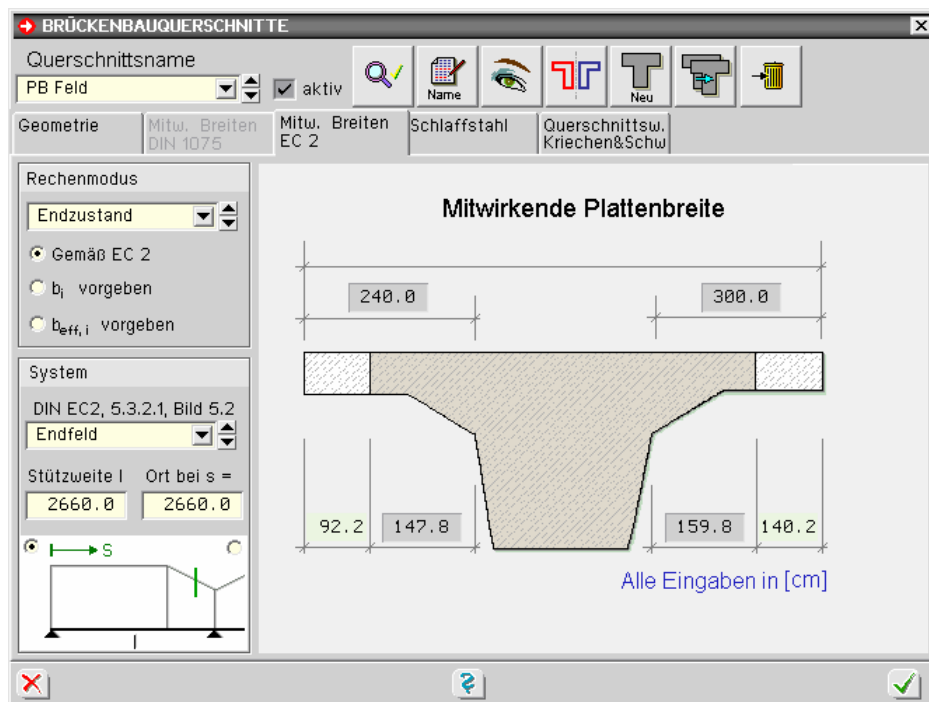 BRÜCKENBAUQUERSCHNITTE
Querschnittsname
PB Feld
aktiv
Name
Neu
Geometrie
Mitw. Breiten
DIN 1075
Mitw. Breiten
EC 2
Schlaffstahl
Querschnittsw.
Kriechen&Schw
Rechenmodus
Endzustand
Gemäß EC 2
bi vorgeben
beff, i vorgeben
System
DIN EC2, 5.3.2.1, Bild 5.2
Endfeld
Stützweite l Ort bei s =
2660.0 2660.0
S
l
Mitwirkende Plattenbreite
240.0 300.0
92.2 147.8 159.8 140.2
Alle Eingaben in [cm]